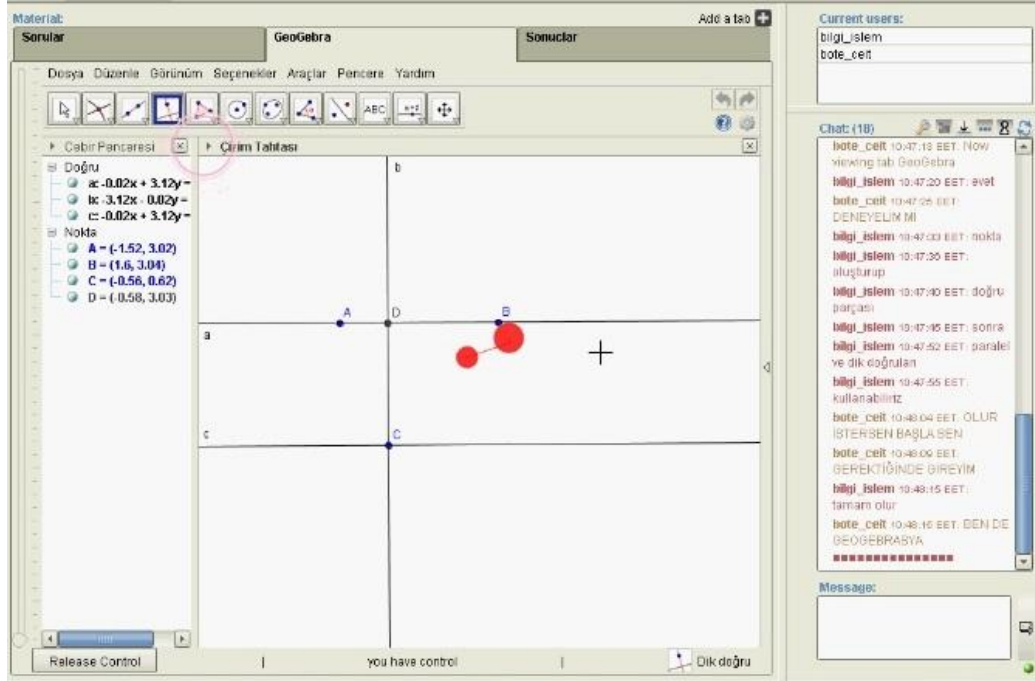 Material:
Add a tab
Sorular
GeoGebra
Sonuclar
Dosya Düzenle Görünüm Seçenekler Araçlar Pencere Yardım
ABC
Cebir Penceresi
Çizim Tahtası
Doğru
a: -0.02x + 3.12y =
b: -3.12x - 0.02y =
c: -0.02x + 3.12y =
Nokta
A = (-1.52, 3.02)
B = (1.6, 3.04)
C = (-0.56, 0.62)
D = (-0.58, 3.03)
b
A
D
B
a
c
C
Release Control
you have control
Dik doğru
Current users:
bilgi_islem
bote_ceit
Chat: (18)
bote_ceit 10:47:13 EET: Now
viewing tab GeoGebra
bilgi_islem 10:47:20 EET: evet
bote_ceit 10:47:25 EET:
DENEYELIM MI
bilgi_islem 10:47:33 EET: nokta
bilgi_islem 10:47:35 EET:
oluşturup
bilgi_islem 10:47:40 EET: doğru
parçası
bilgi_islem 10:47:46 EET: sonra
bilgi_islem 10:47:52 EET: paralel
ve dik doğruları
bilgi_islem 10:47:55 EET:
kullanabiliriz
bote_ceit 10:48:04 EET: OLUR
İSTERSEN BAŞLA SEN
bote_ceit 10:48:09 EET:
GEREKTİĞİNDE GİREYİM
bilgi_islem 10:48:15 EET:
tamam olur
bote_ceit 10:48:16 EET: BEN DE
GEOGEBRASYA
Message: